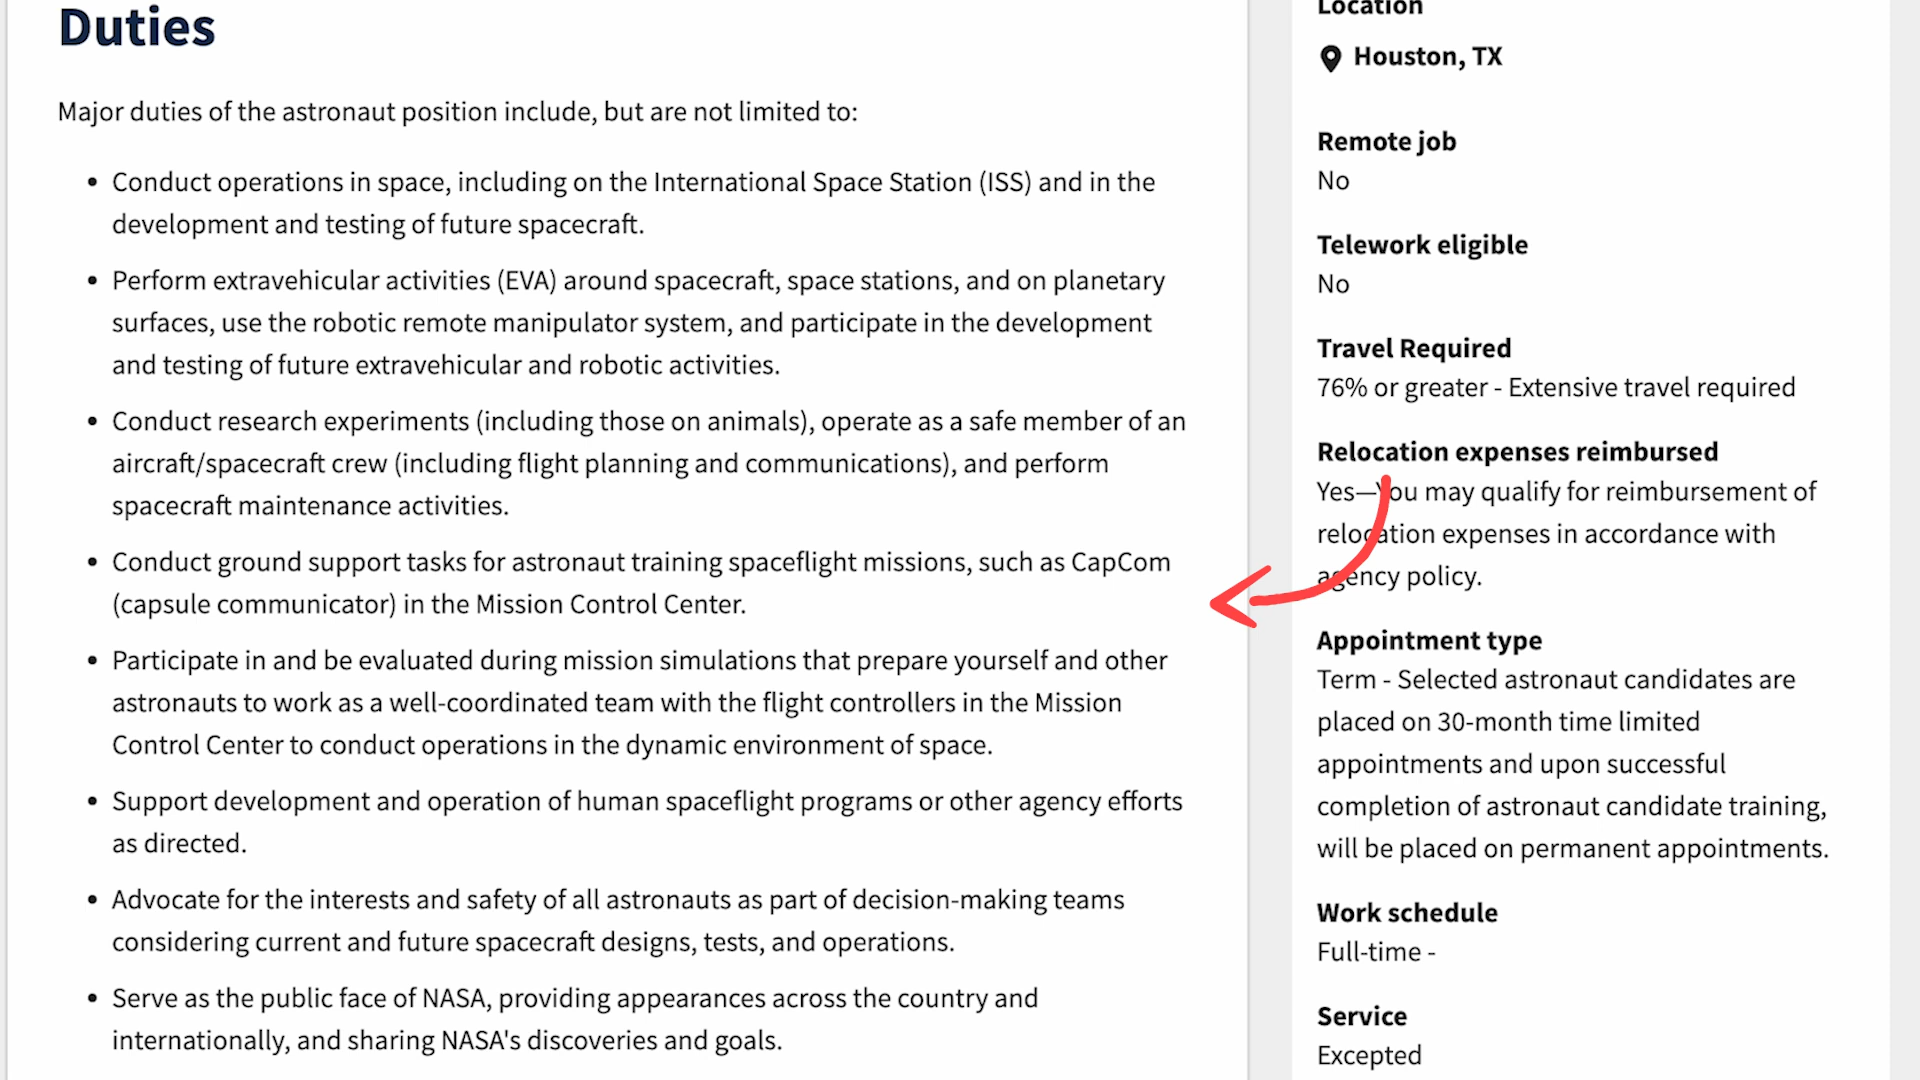 Duties
Major duties of the astronaut position include, but are not limited to:
• Conduct operations in space, including on the International Space Station (ISS) and in the
development and testing of future spacecraft.
• Perform extravehicular activities (EVA) around spacecraft, space stations, and on planetary
surfaces, use the robotic remote manipulator system, and participate in the development
and testing of future extravehicular and robotic activities.
• Conduct research experiments (including those on animals), operate as a safe member of an
aircraft/spacecraft crew (including flight planning and communications), and perform
spacecraft maintenance activities.
• Conduct ground support tasks for astronaut training spaceflight missions, such as CapCom
(capsule communicator) in the Mission Control Center.
• Participate in and be evaluated during mission simulations that prepare yourself and other
astronauts to work as a well-coordinated team with the flight controllers in the Mission
Control Center to conduct operations in the dynamic environment of space.
• Support development and operation of human spaceflight programs or other agency efforts
as directed.
• Advocate for the interests and safety of all astronauts as part of decision-making teams
considering current and future spacecraft designs, tests, and operations.
• Serve as the public face of NASA, providing appearances across the country and
internationally, and sharing NASA's discoveries and goals.
Location
Houston, TX
Remote job
No
Telework eligible
No
Travel Required
76% or greater - Extensive travel required
Relocation expenses reimbursed
Yes—You may qualify for reimbursement of
relocation expenses in accordance with
agency policy.
Appointment type
Term - Selected astronaut candidates are
placed on 30-month time limited
appointments and upon successful
completion of astronaut candidate training,
will be placed on permanent appointments.
Work schedule
Full-time -
Service
Excepted